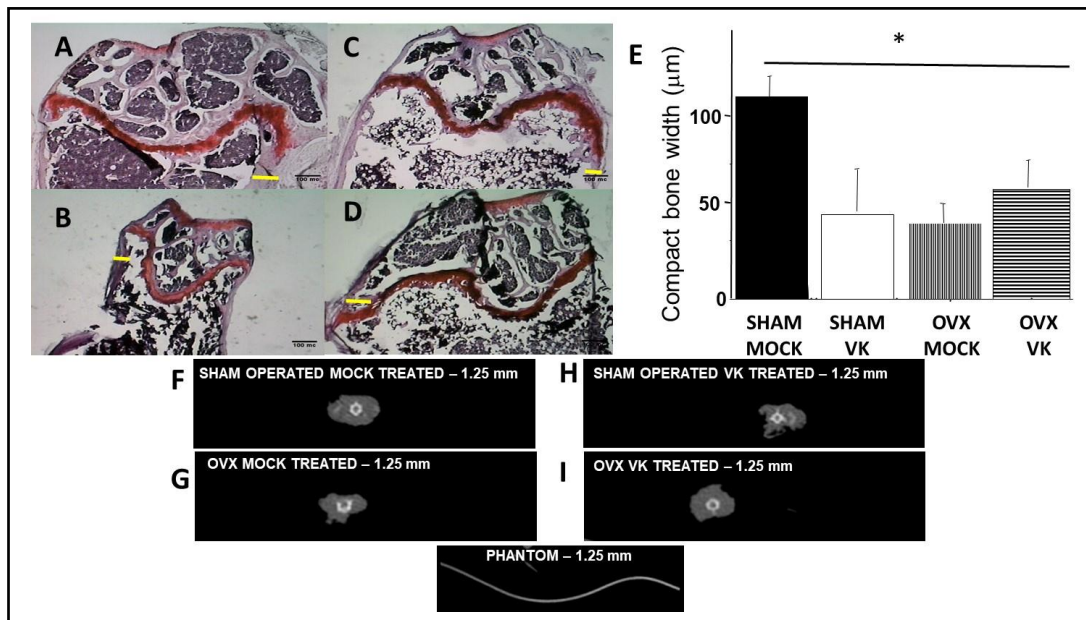 A
C
100 mc
100 mc
B
D
100 mc
100 mc
E
*
Compact bone width (μm)
100
50
0
SHAM MOCK
SHAM VK
OVX MOCK
OVX VK
F
SHAM OPERATED MOCK TREATED – 1.25 mm
H
SHAM OPERATED VK TREATED – 1.25 mm
G
OVX MOCK TREATED – 1.25 mm
I
OVX VK TREATED – 1.25 mm
PHANTOM – 1.25 mm